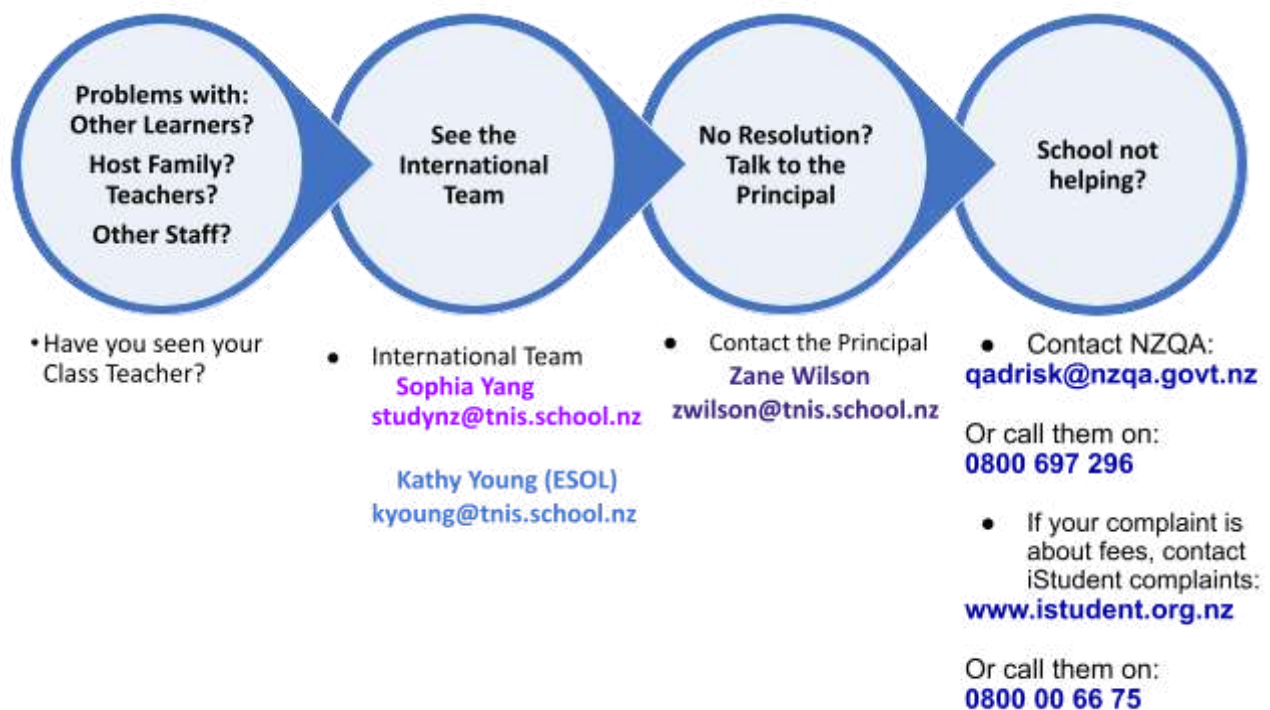 Problems with:
Other Learners?
Host Family?
Teachers?
Other Staff?
See the
International
Team
No Resolution?
Talk to the
Principal
School not
helping?
• Have you seen your
Class Teacher?
● International Team
Sophia Yang
studynz@tnis.school.nz
Kathy Young (ESOL)
kyoung@tnis.school.nz
● Contact the Principal
Zane Wilson
zwilson@tnis.school.nz
● Contact NZQA:
qadrisk@nzqa.govt.nz
Or call them on:
0800 697 296
● If your complaint is
about fees, contact
iStudent complaints:
www.istudent.org.nz
Or call them on:
0800 00 66 75